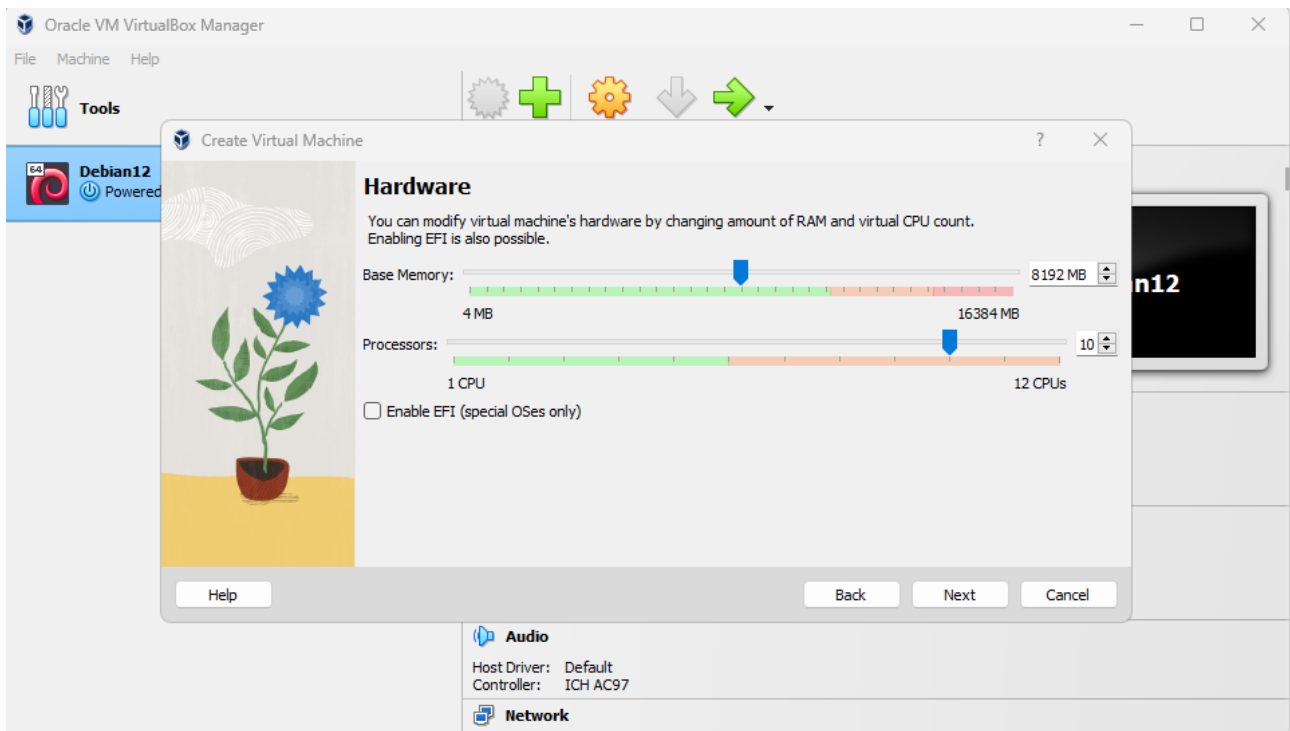 Oracle VM VirtualBox Manager
File Machine Help
Tools
Create Virtual Machine
?
64
Debian12
Powered
Hardware
You can modify virtual machine's hardware by changing amount of RAM and virtual CPU count.
Enabling EFI is also possible.
Base Memory:
8192 MB
4 MB
16384 MB
Processors:
10
1 CPU
12 CPUs
Enable EFI (special OSes only)
n12
Help
Back
Next
Cancel
Audio
Host Driver: Default
Controller: ICH AC97
Network